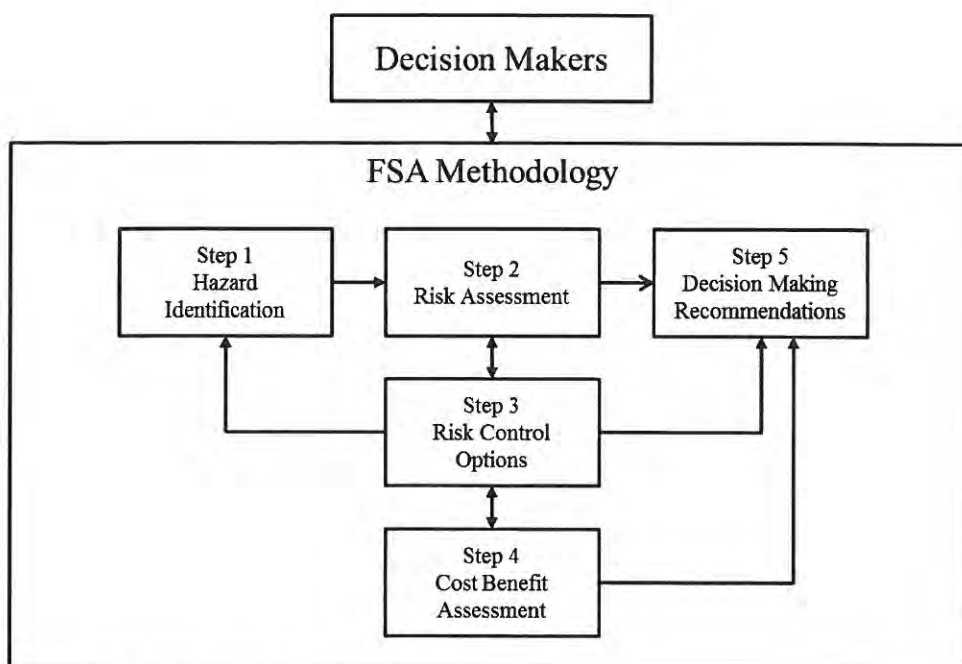 Decision Makers
FSA Methodology
Step 1
Hazard
Identification
Step 2
Risk Assessment
Step 5
Decision Making
Recommendations
Step 3
Risk Control
Options
Step 4
Cost Benefit
Assessment